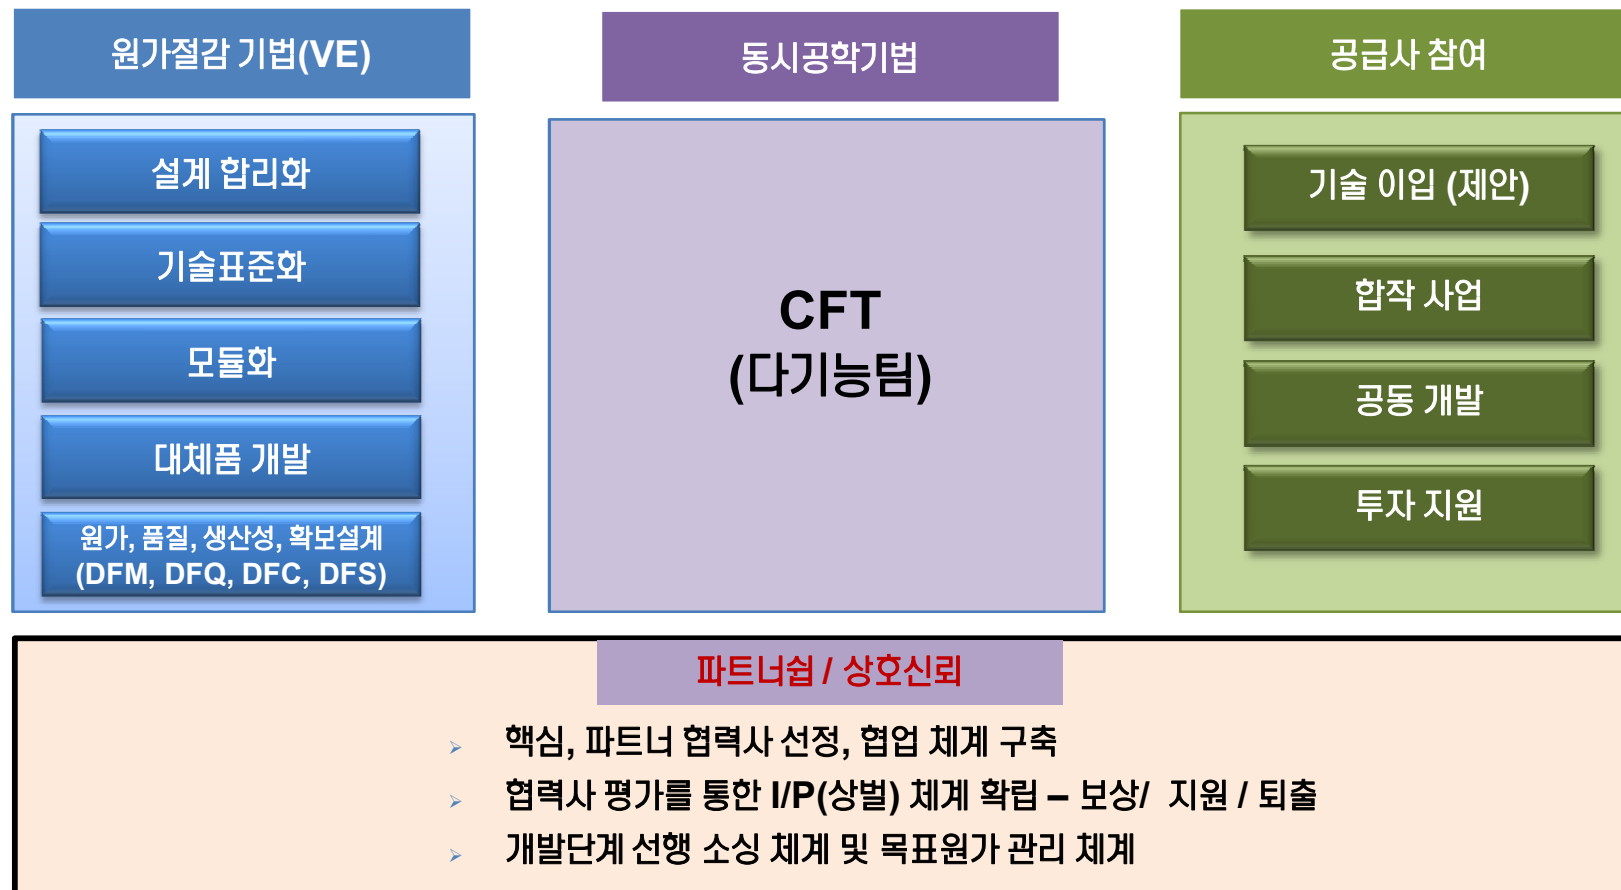 원가절감 기법(VE)
동시공학기법
공급사 참여
설계 합리화
기술표준화
모듈화
대체품 개발
원가, 품질, 생산성, 확보설계
(DFM, DFQ, DFC, DFS)
CFT
(다기능팀)
기술 이입 (제안)
합작 사업
공동 개발
투자 지원
파트너쉽 / 상호신뢰
➢ 핵심, 파트너 협력사 선정, 협업 체계 구축
➢ 협력사 평가를 통한 I/P(상벌) 체계 확립 – 보상/ 지원 / 퇴출
➢ 개발단계 선행 소싱 체계 및 목표원가 관리 체계